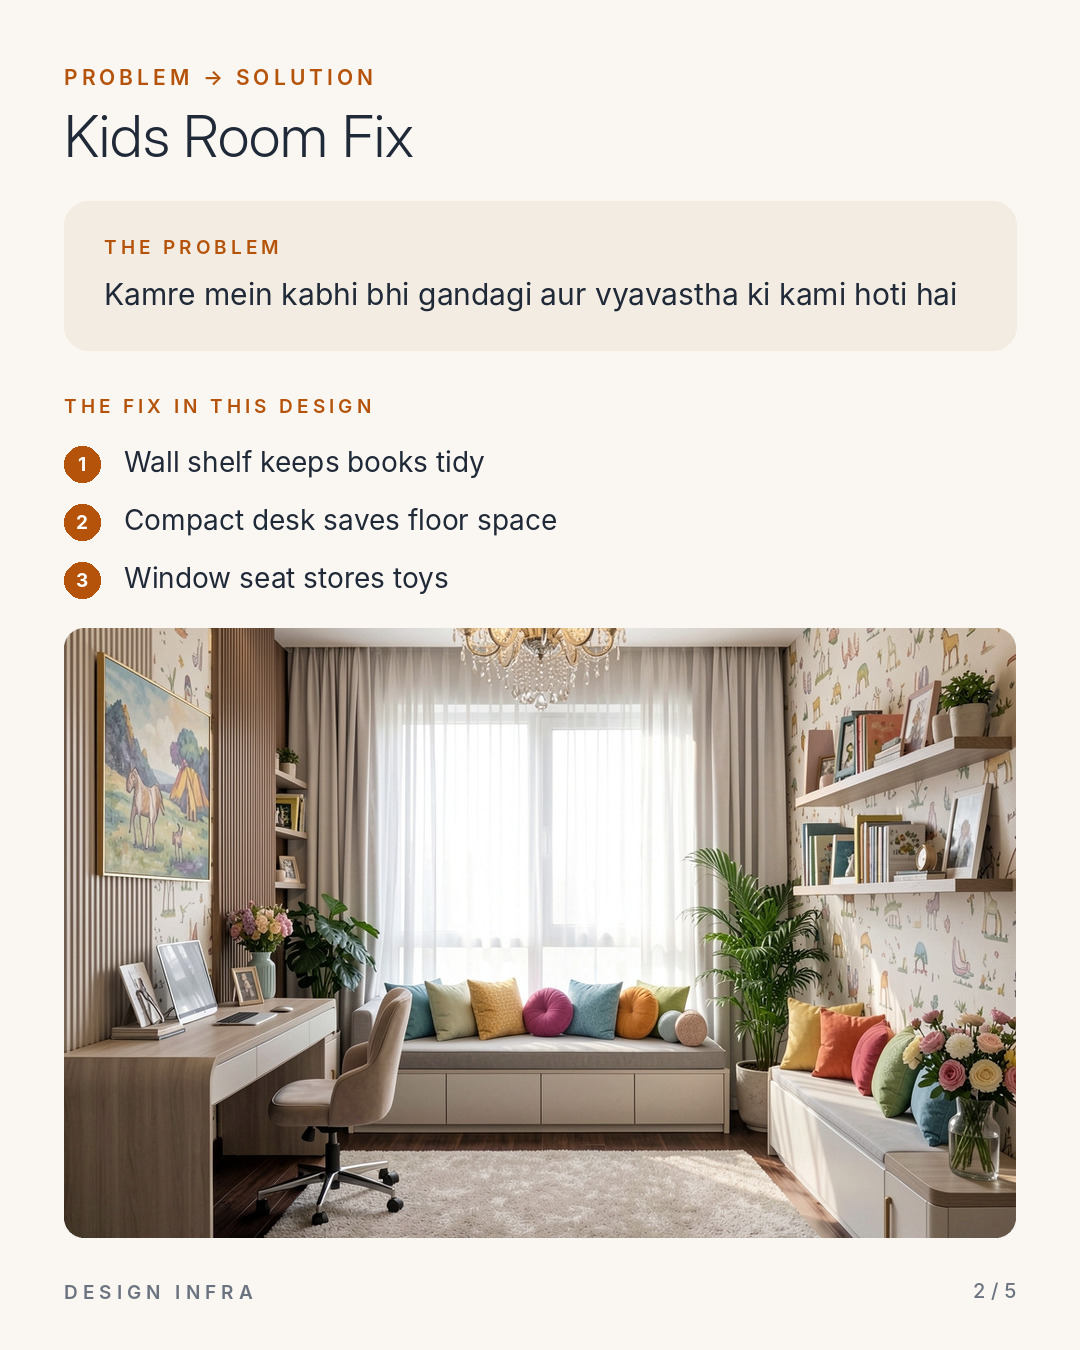 PROBLEM → SOLUTION
Kids Room Fix
THE PROBLEM
Kamre mein kabhi bhi gandagi aur vyavastha ki kami hoti hai
THE FIX IN THIS DESIGN
1 Wall shelf keeps books tidy
2 Compact desk saves floor space
3 Window seat stores toys
DESIGN INFRA
2 / 5